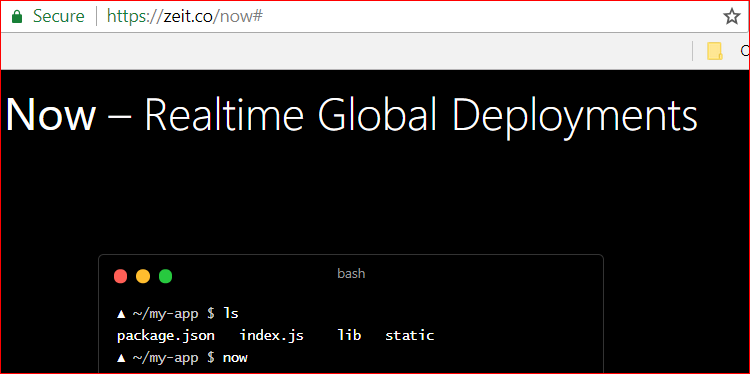 Secure https://zeit.co/now#
Now – Realtime Global Deployments
bash
▲ ~/my-app $ ls
package.json index.js lib static
▲ ~/my-app $ now